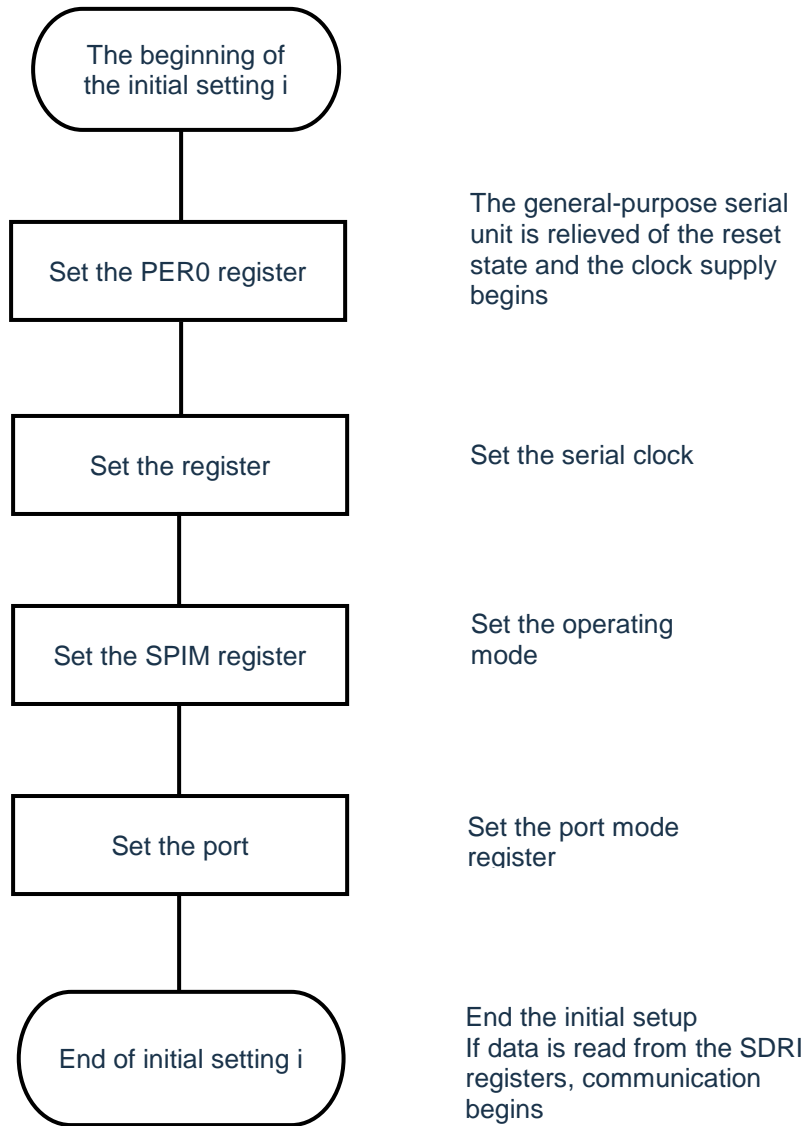 The beginning of
the initial setting i
The general-purpose serial
unit is relieved of the reset
state and the clock supply
begins
Set the PER0 register
Set the register
Set the serial clock
Set the SPIM register
Set the operating
mode
Set the port
Set the port mode
register
End of initial setting i
End the initial setup
If data is read from the SDRI
registers, communication
begins